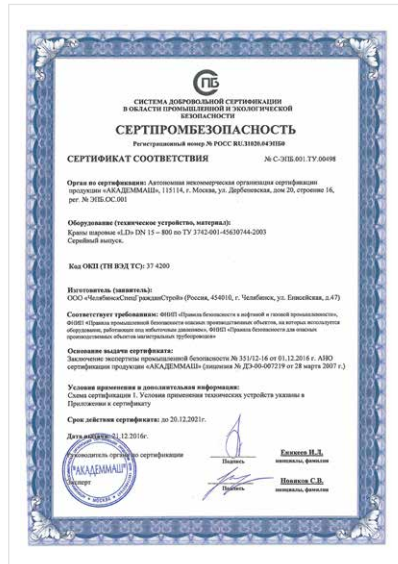 СИСТЕМА ДОБРОВОЛЬНОЙ СЕРТИФИКАЦИИ
В ОБЛАСТИ ПРОМЫШЛЕННОЙ И ЭКОЛОГИЧЕСКОЙ
БЕЗОПАСНОСТИ
СЕРТПРОМБЕЗОПАСНОСТЬ
Регистрационный номер № РОСС RU.31020.04ЭПБ0
СЕРТИФИКАТ СООТВЕТСТВИЯ № С-ЭПБ.001.ТУ.00498
Орган по сертификации: Автономная некоммерческая организация сертификации
продукции «АКАДЕММАШ», 115114, г. Москва, ул. Дербеневская, дом 20, строение 16,
рег. № ЭПБ.ОС.001
Оборудование (техническое устройство, материал):
Краны шаровые «LD» DN 15 – 800 по ТУ 3742-001-45630744-2003
Серийный выпуск.
Код ОКП (ТН ВЭД ТС): 37 4200
Изготовитель (заявитель):
ООО «ЧелябинскСпецГражданСтрой» (Россия, 454010, г. Челябинск, ул. Енисейская, д.47)
Соответствует требованиям: ФНИП «Правила безопасности в нефтяной и газовой промышленности»,
ФНИП «Правила промышленной безопасности опасных производственных объектов, на которых используется
оборудование, работающее под избыточным давлением», ФНИП «Правила безопасности для опасных
производственных объектов магистральных трубопроводов»
Основание выдачи сертификата:
Заключение экспертизы промышленной безопасности № 351/12-16 от 01.12.2016 г. АНО
сертификации продукции «АКАДЕММАШ» (лицензия № ДЭ-00-007219 от 28 марта 2007 г.)
Условия применения и дополнительная информация:
Схема сертификации 1. Условия применения технических устройств указаны в
Приложении к сертификату
Срок действия сертификата: до 20.12.2021г.
Дата выдачи: 21.12.2016г.
Руководитель органа по сертификации Еникеев И.Л.
Подпись инициалы, фамилия
"АКАДЕММАШ"
Эксперт Новиков С.В.
Подпись инициалы, фамилия